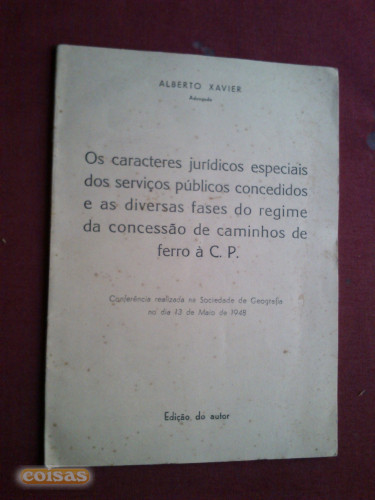 ALBERTO XAVIER
Advogado
Os caracteres jurídicos especiais
dos serviços públicos concedidos
e as diversas fases do regime
da concessão de caminhos de
ferro à C. P.
Conferência realizada na Sociedade de Geografia
no dia 13 de Maio de 1948
Edição do autor
coisas